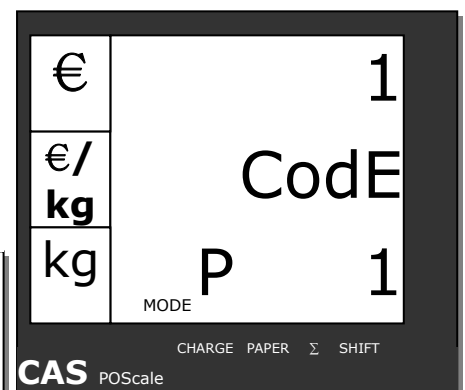 € 1
€/ CodE
kg
kg P 1
MODE
CHARGE PAPER Σ SHIFT
CAS POScale